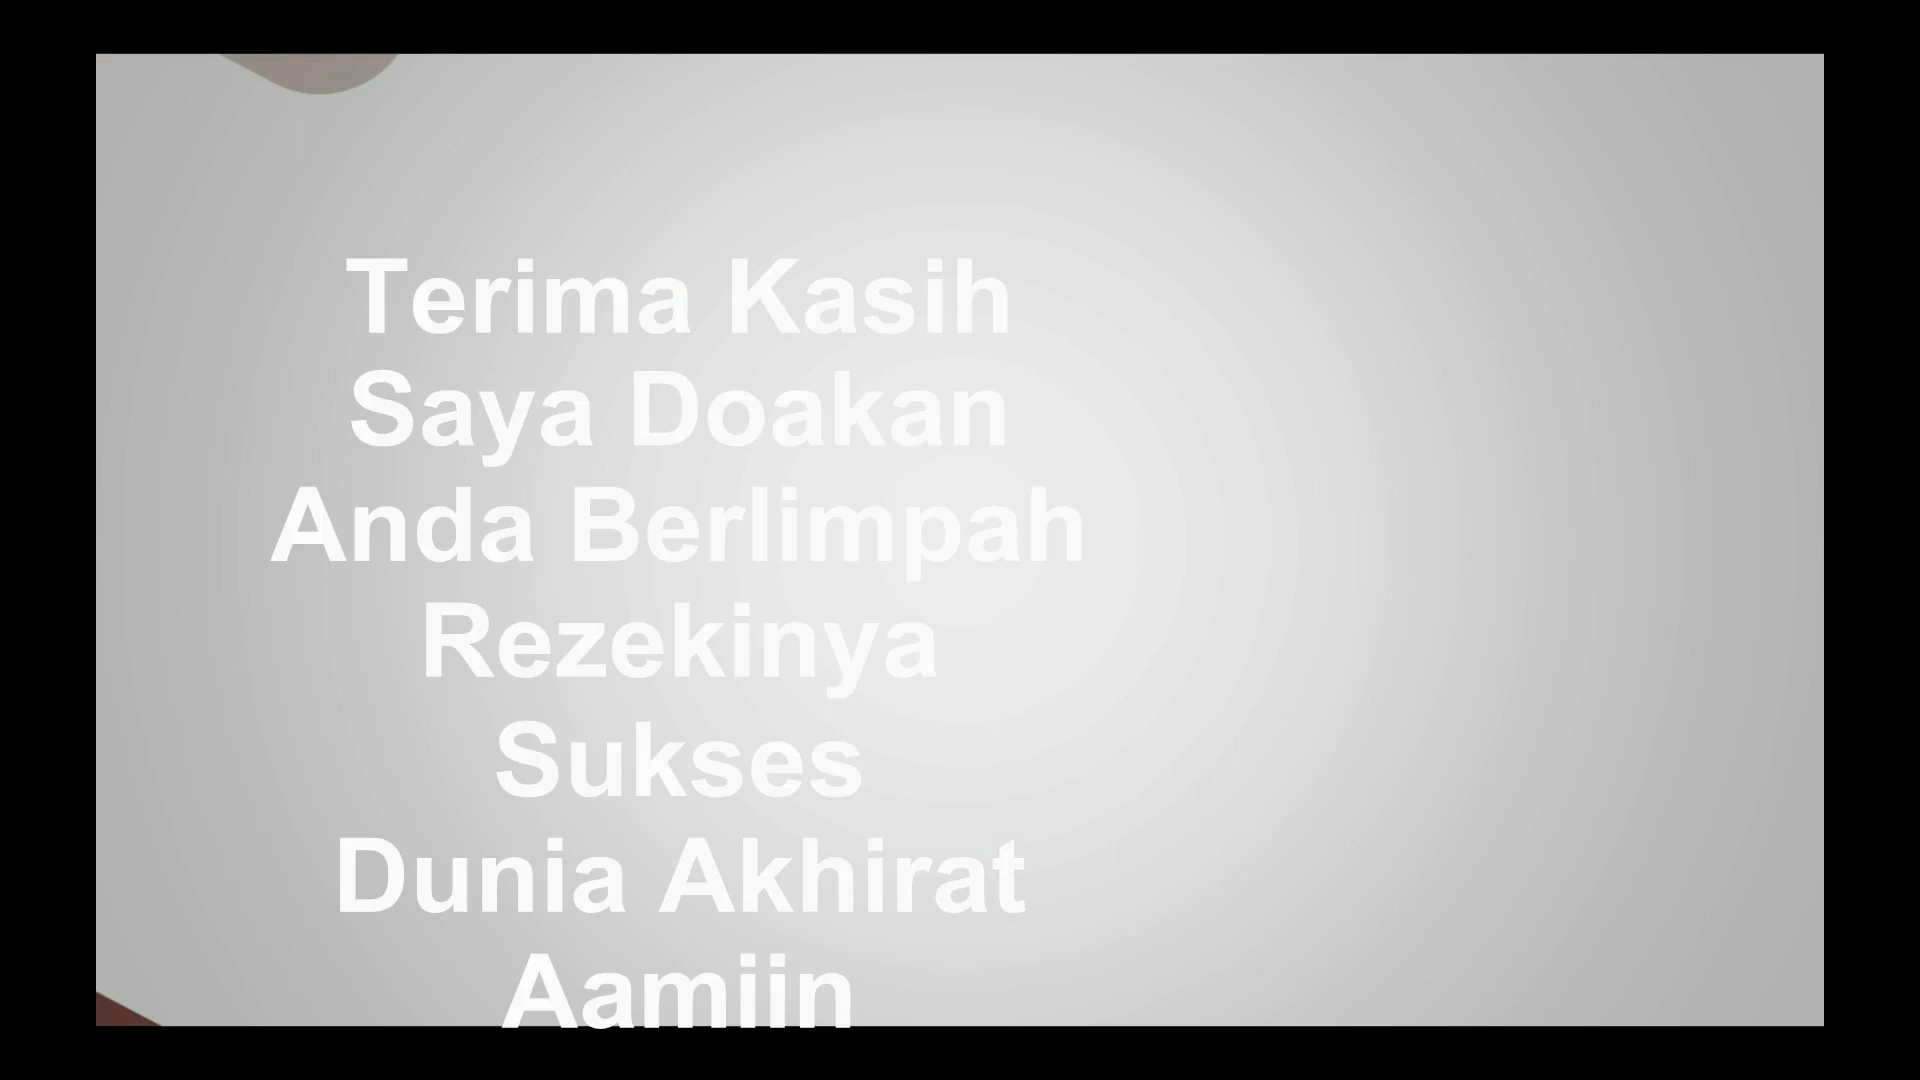 Terima Kasih
Saya Doakan
Anda Berlimpah
Rezekinya
Sukses
Dunia Akhirat
Aamiin